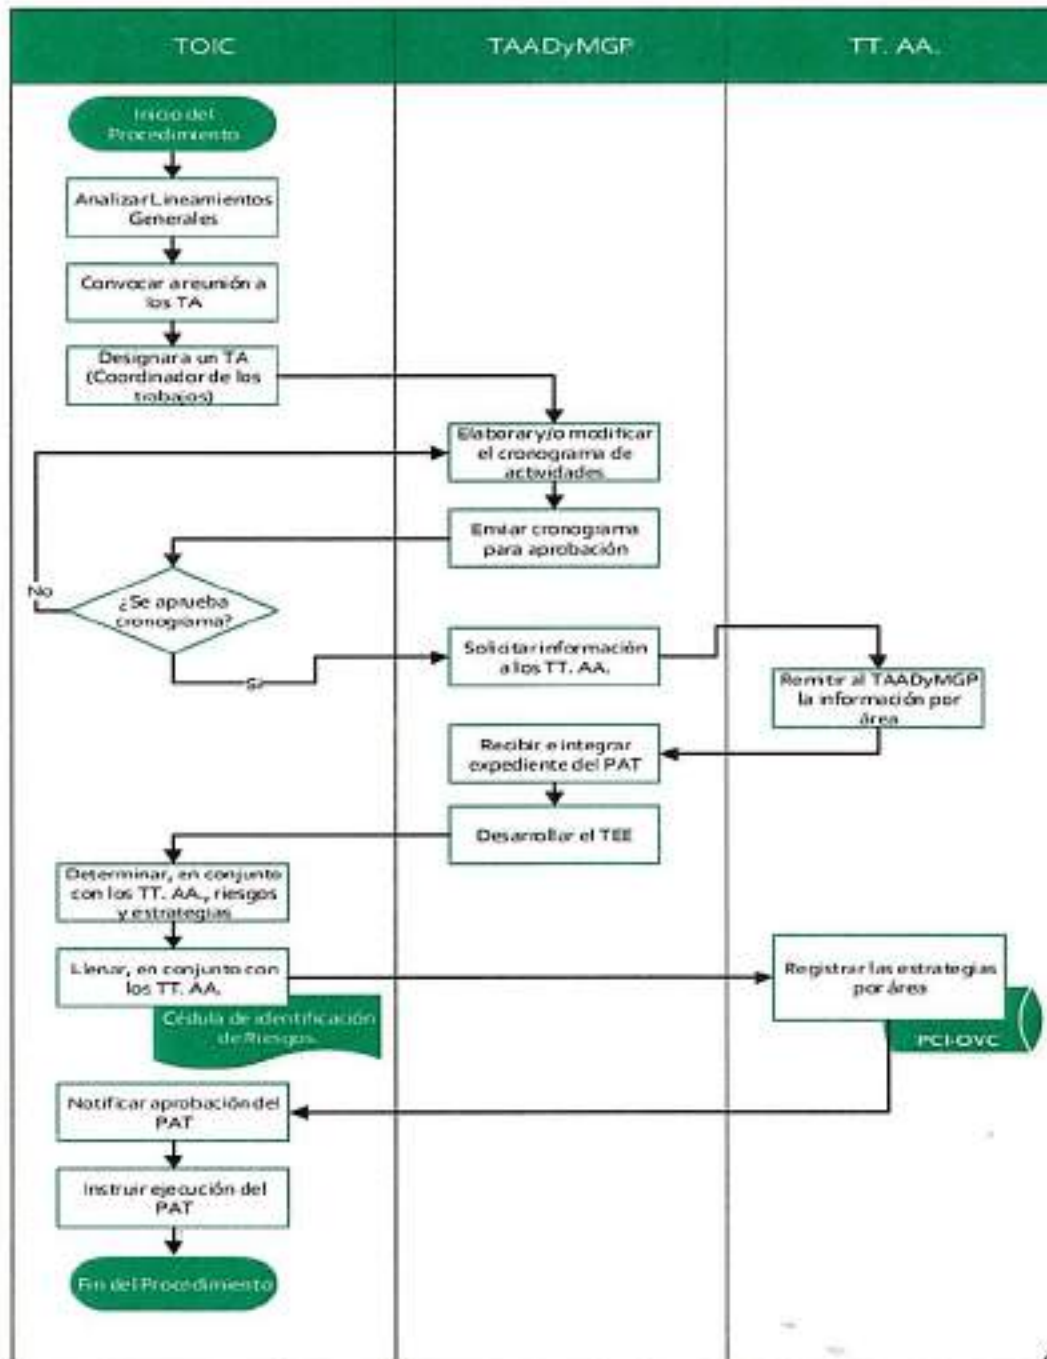 TOIC
TAADyMGP
TT. AA.
Inicio del
Procedimiento
Analizar Lineamientos
Generales
Convocar a reunión a
los TA
Designar a un TA
(Coordinador de los
trabajos)
Elaborar y/o modificar
el cronograma de
actividades
Enviar cronograma
para aprobación
¿Se aprueba
cronograma?
No
Si
Solicitar información
a los TT. AA.
Remitir al TAADyMGP
la información por
área
Recibir e integrar
expediente del PAT
Desarrollar el TEE
Determinar, en conjunto
con los TT. AA., riesgos
y estrategias
Llenar, en conjunto con
los TT. AA.
Cédula de identificación
de Riesgos.
Registrar las estrategias
por área
PCI-OVC
Notificar aprobación del
PAT
Instruir ejecución del
PAT
Fin del Procedimiento